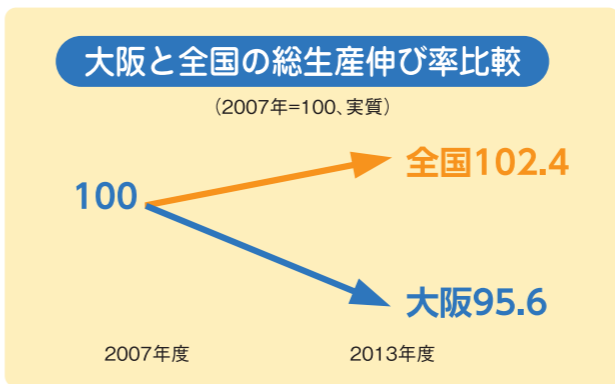 大阪と全国の総生産伸び率比較
（2007年=100、実質）
全国102.4
100
大阪95.6
2007年度
2013年度